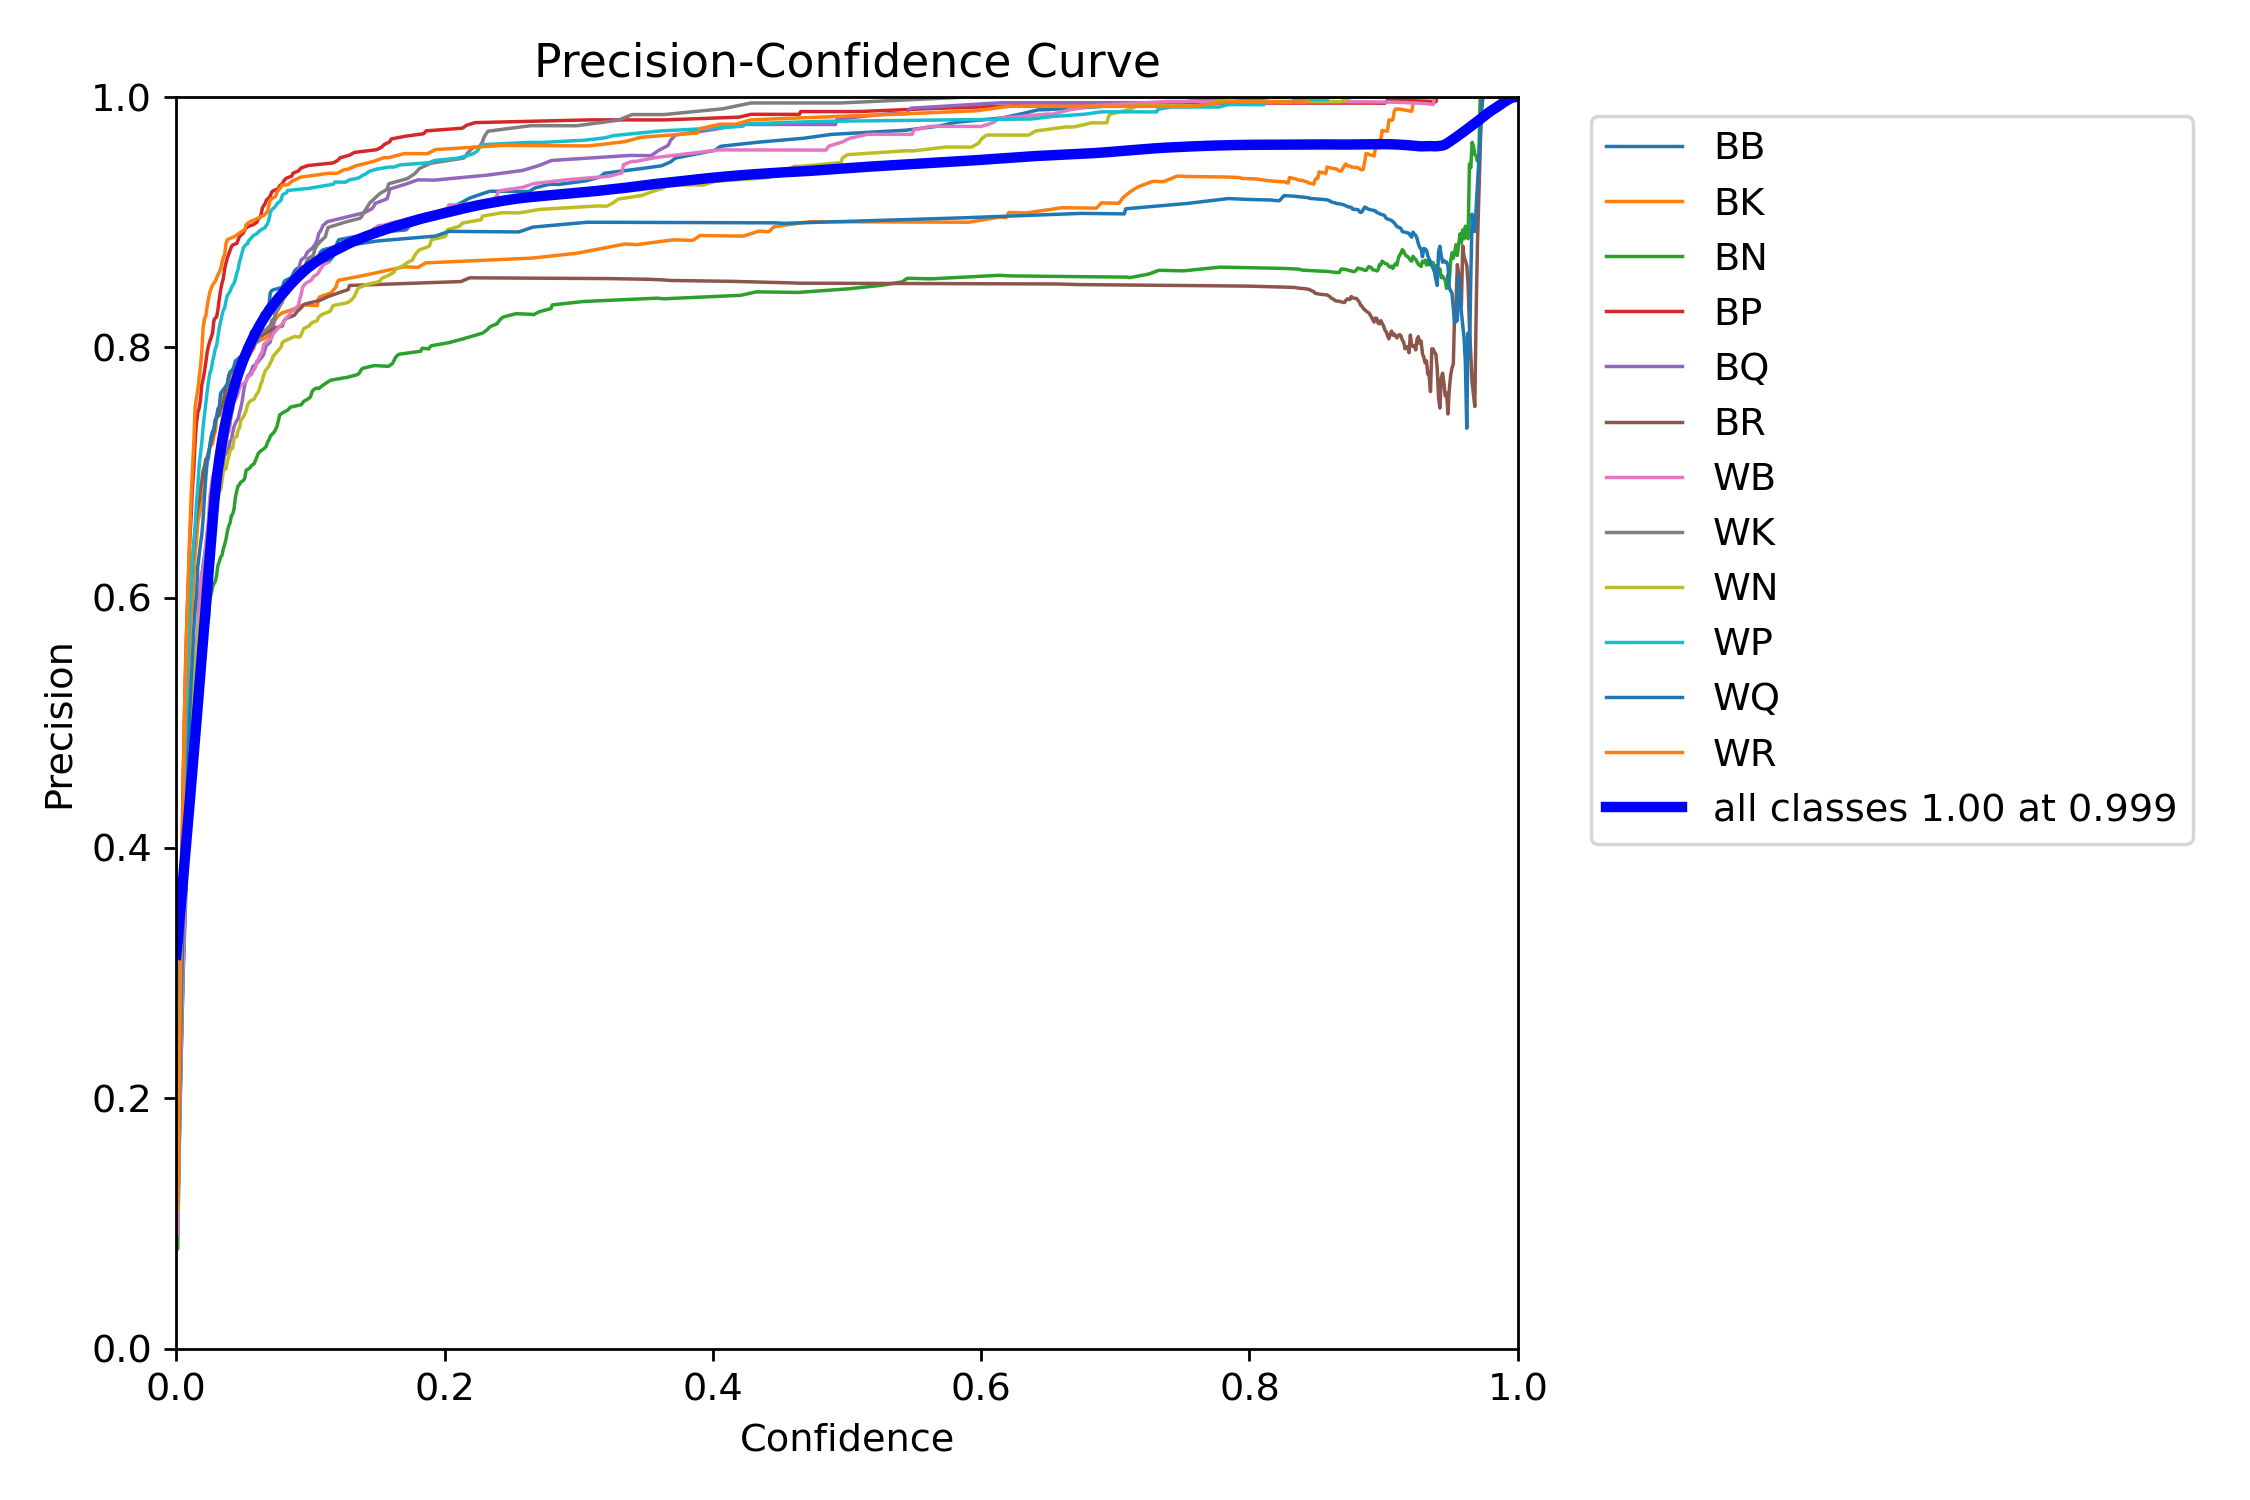 Precision-Confidence Curve
1.0
0.8
0.6
0.4
0.2
0.0
Precision
0.0 0.2 0.4 0.6 0.8 1.0
Confidence
BB
BK
BN
BP
BQ
BR
WB
WK
WN
WP
WQ
WR
all classes 1.00 at 0.999